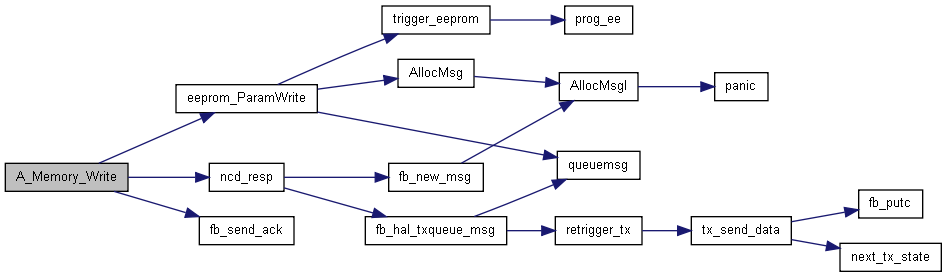 trigger_eeprom
prog_ee
AllocMsg
eeprom_ParamWrite
AllocMsgI
panic
queuemsg
A_Memory_Write
ncd_resp
fb_new_msg
fb_send_ack
fb_hal_txqueue_msg
retrigger_tx
tx_send_data
fb_putc
next_tx_state